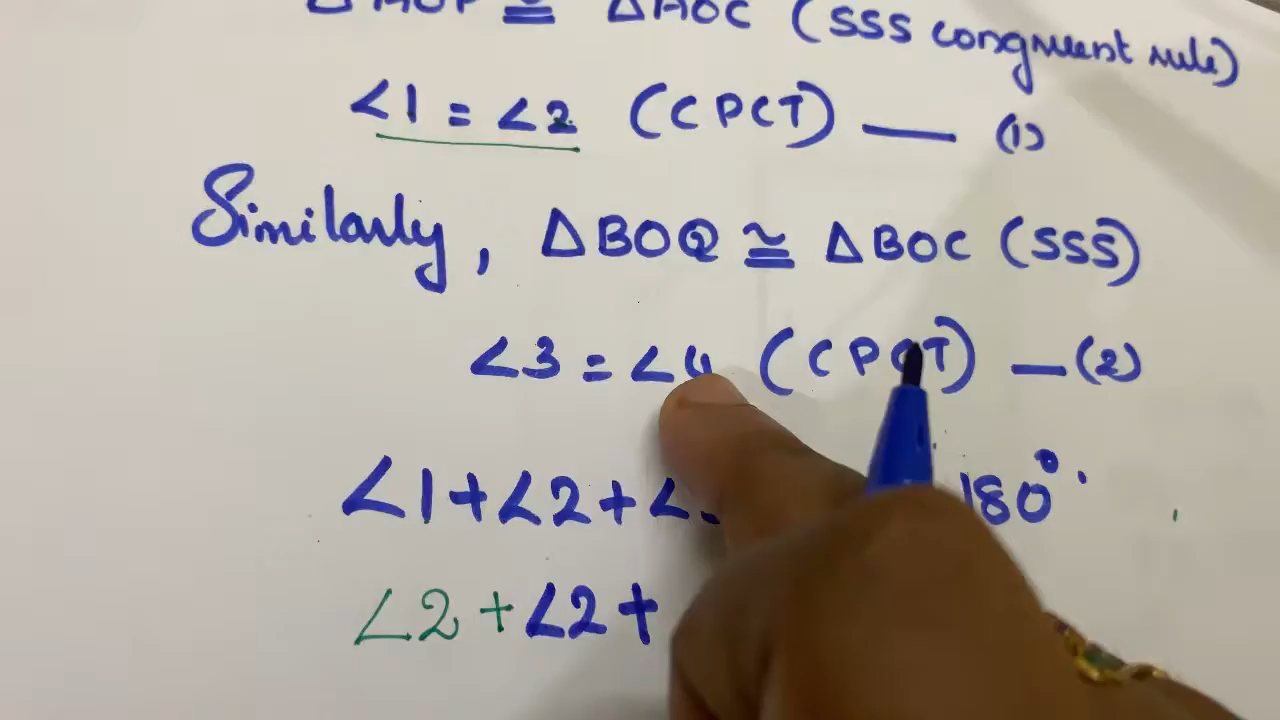 ≅ ΔAOC (SSS congruent rule)
∠1 = ∠2 (CPCT) — (1)
Similarly, ΔBOQ ≅ ΔBOC (SSS)
∠3 = ∠4 (CPCT) — (2)
∠1+∠2+∠ 180°
∠2 + ∠2 +